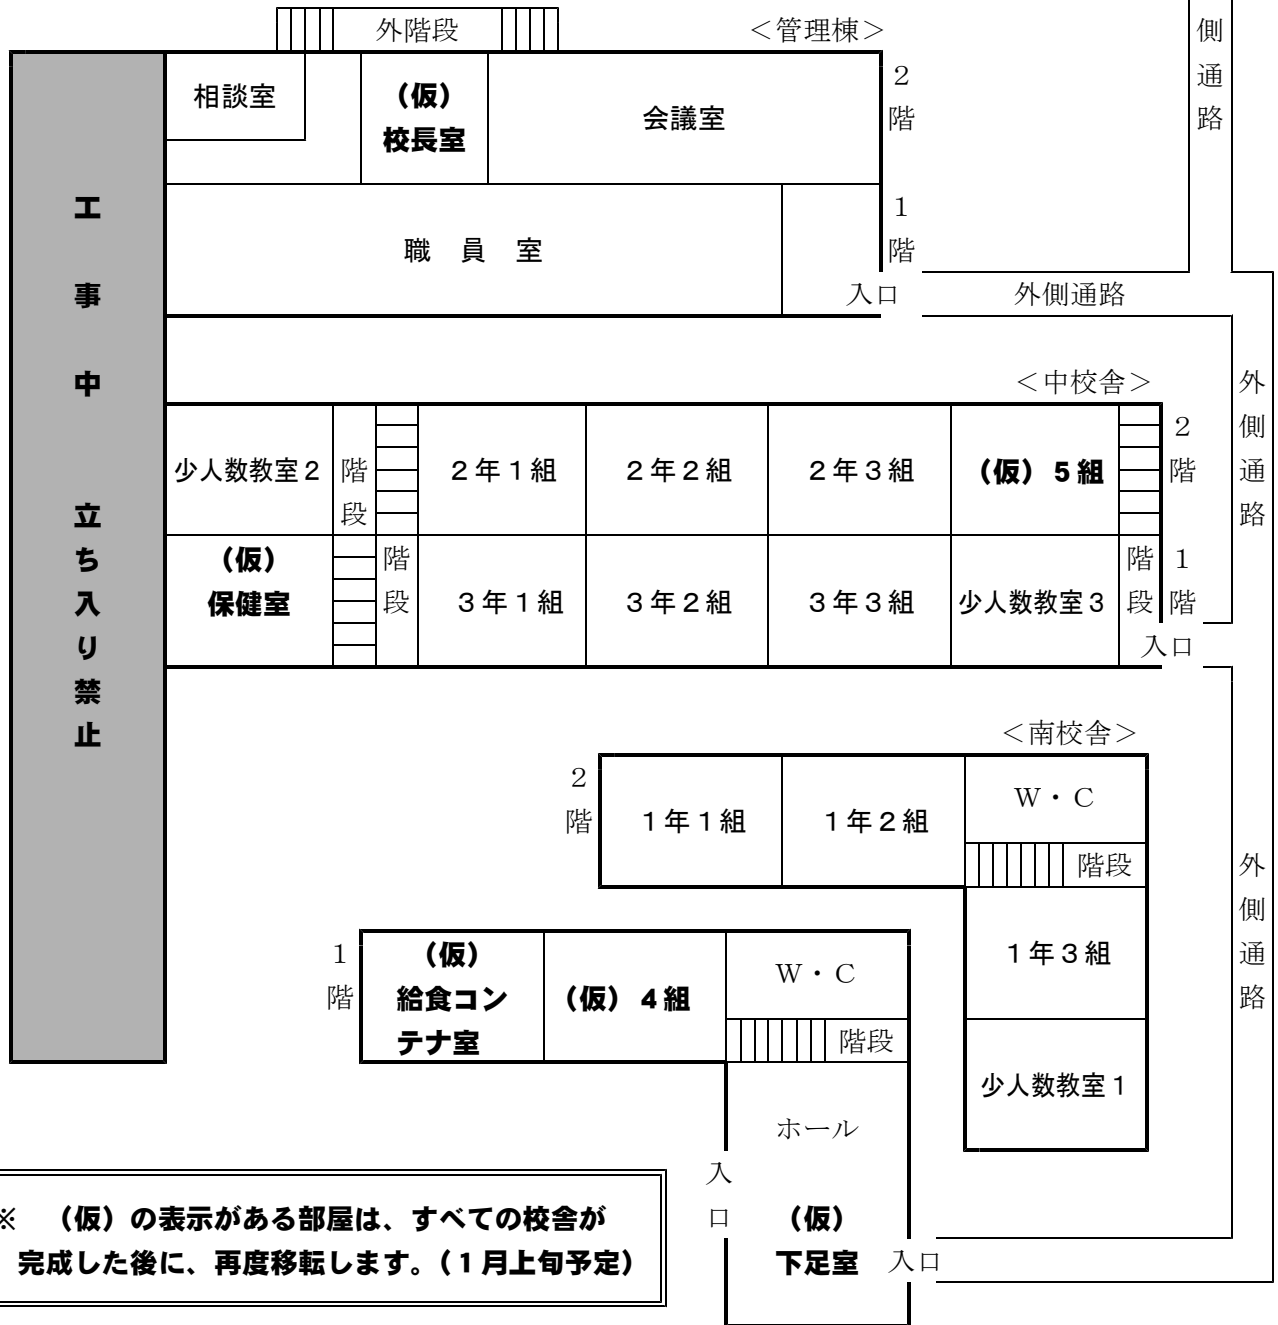 外階段
＜管理棟＞
側通路
相談室
（仮）
校長室
会議室
２階
職　員　室
１階
入口
外側通路
工事中　立ち入り禁止
＜中校舎＞
少人数教室２
階段
２年１組
２年２組
２年３組
（仮）５組
２階
外側通路
（仮）
保健室
階段
３年１組
３年２組
３年３組
少人数教室３
階段
１階
入口
＜南校舎＞
２階
１年１組
１年２組
Ｗ・Ｃ
階段
１年３組
少人数教室１
外側通路
１階
（仮）
給食コン
テナ室
（仮）４組
Ｗ・Ｃ
階段
ホール
入口
（仮）
下足室
入口
※　（仮）の表示がある部屋は、すべての校舎が
完成した後に、再度移転します。（１月上旬予定）